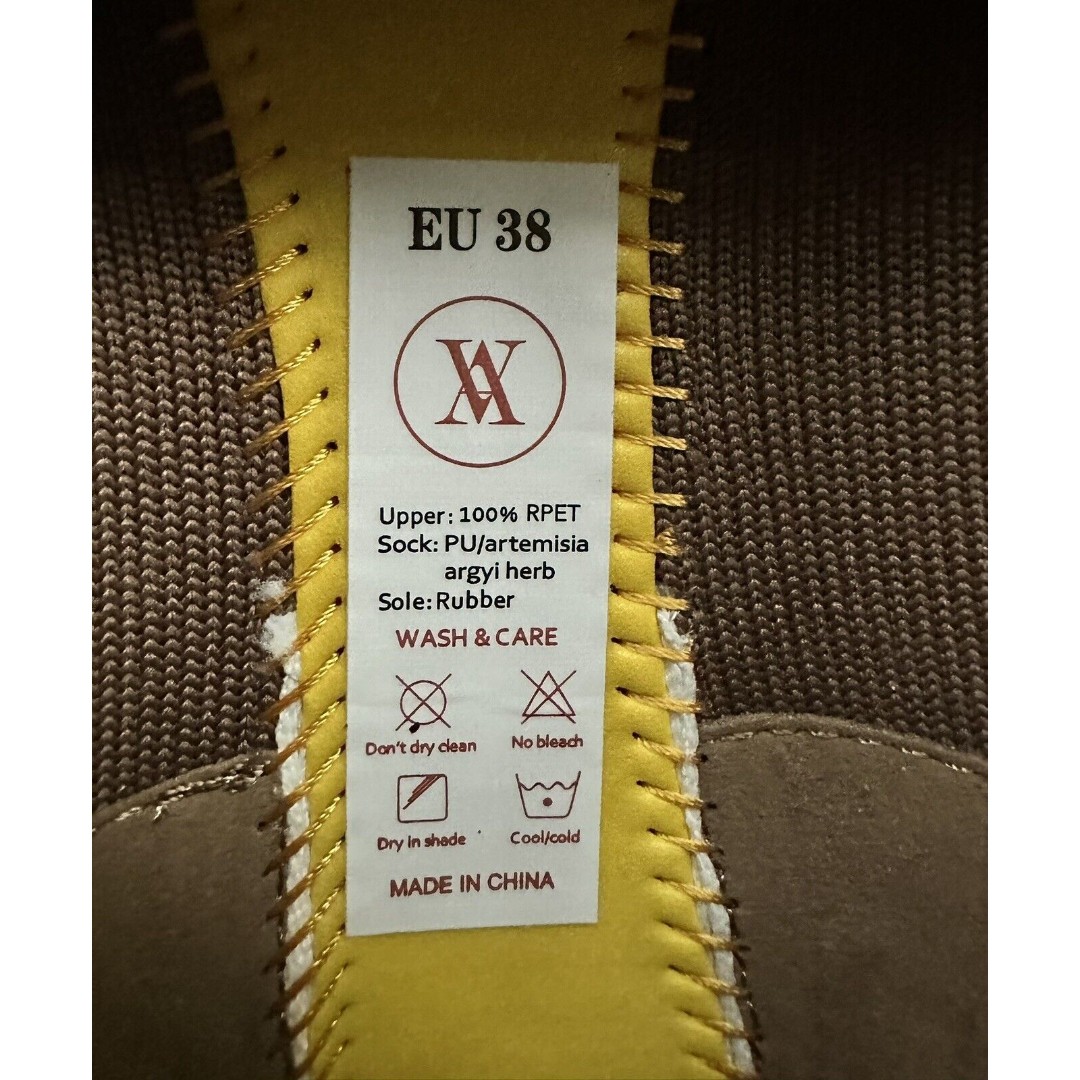 EU 38
VA
Upper: 100% RPET
Sock: PU/artemisia
argyi herb
Sole: Rubber
WASH & CARE
Don't dry clean No bleach
Dry in shade Cool/cold
MADE IN CHINA